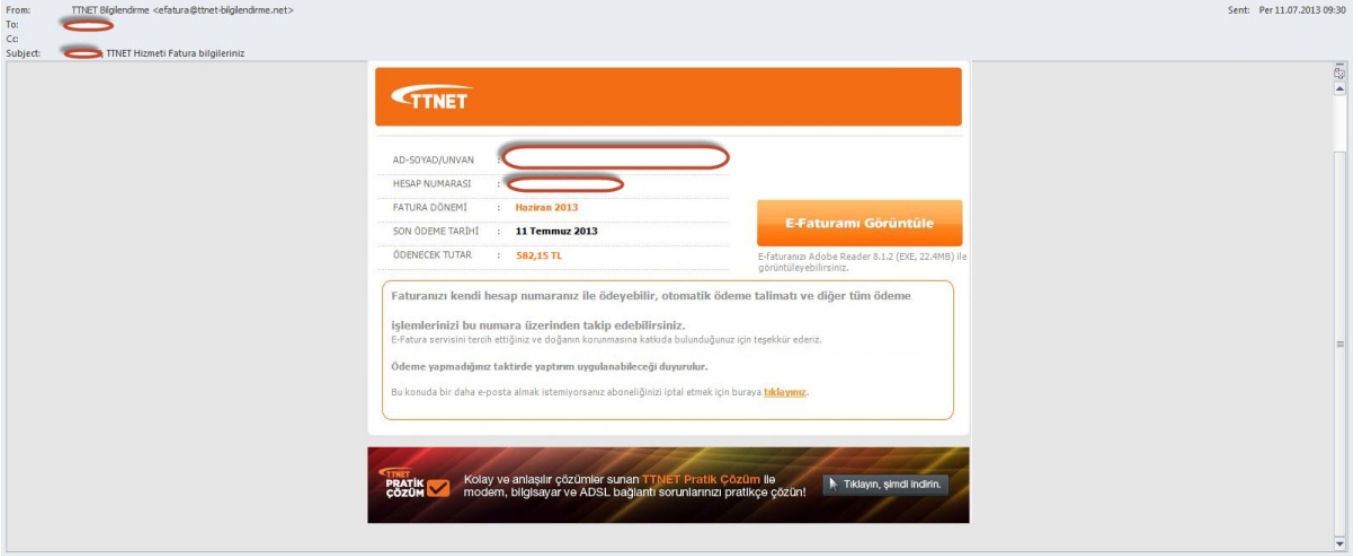 From: TTNET Bilgilendirme <efatura@ttnet-bilgilendirme.net>
Sent: Per 11.07.2013 09:30
To:
Cc:
Subject: TTNET Hizmeti Fatura bilgileriniz
TTNET
AD-SOYAD/UNVAN :
HESAP NUMARASI :
FATURA DÖNEMİ : Haziran 2013
SON ÖDEME TARİHİ : 11 Temmuz 2013
ÖDENECEK TUTAR : 582,15 TL
E-Faturamı Görüntüle
E-faturanızı Adobe Reader 8.1.2 (EXE, 22.4MB) ile
görüntüleyebilirsiniz.
Faturanızı kendi hesap numaranız ile ödeyebilir, otomatik ödeme talimatı ve diğer tüm ödeme
işlemlerinizi bu numara üzerinden takip edebilirsiniz.
E-Fatura servisini tercih ettiğiniz ve doğanın korunmasına katkıda bulunduğunuz için teşekkür ederiz.
Ödeme yapmadığınız taktirde yaptırım uygulanabileceği duyurulur.
Bu konuda bir daha e-posta almak istemiyorsanız aboneliğinizi iptal etmek için buraya tıklayınız.
TTNET
PRATİK
ÇÖZÜM
Kolay ve anlaşılır çözümler sunan TTNET Pratik Çözüm ile
modem, bilgisayar ve ADSL bağlantı sorunlarınızı pratikçe çözün!
Tıklayın, şimdi indirin.